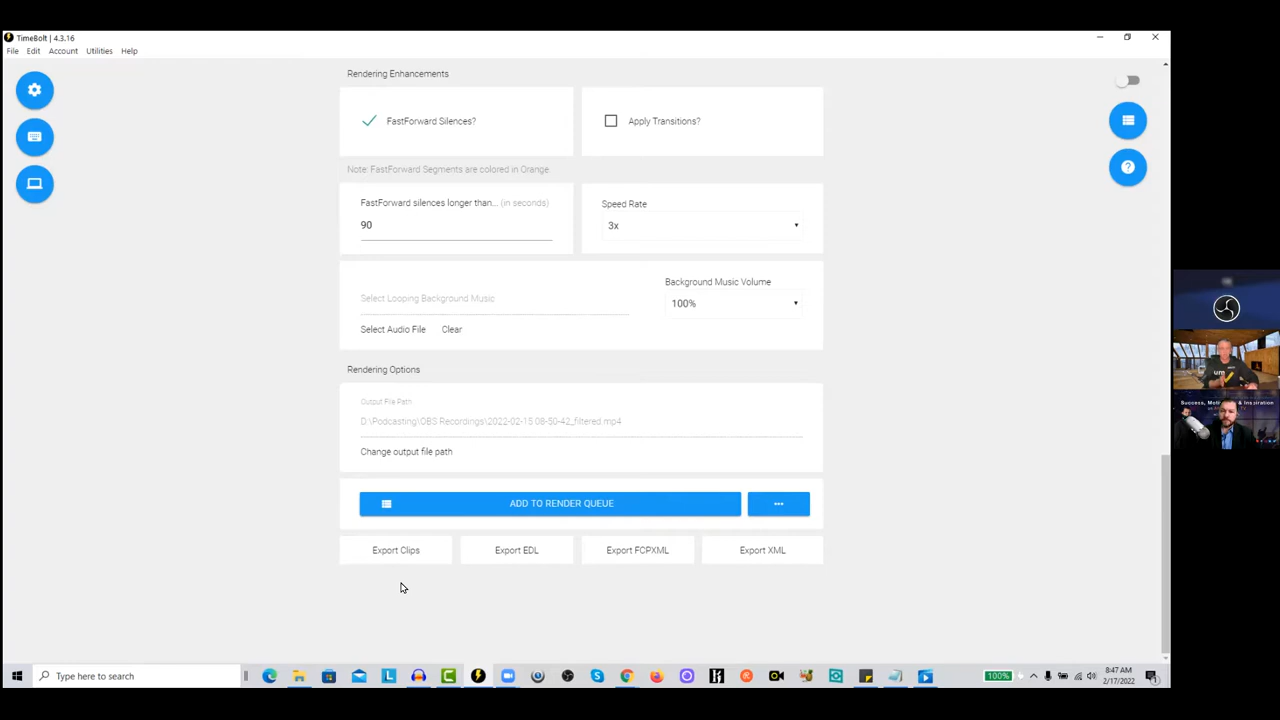 TimeBolt | 4.3.16
File Edit Account Utilities Help
Rendering Enhancements
FastForward Silences?
Apply Transitions?
Note: FastForward Segments are colored in Orange.
FastForward silences longer than... (in seconds)
90
Speed Rate
3x
Select Looping Background Music
Background Music Volume
100%
Select Audio File Clear
Rendering Options
Output File Path
D:\Podcasting\OBS Recordings\2022-02-15 08-50-42_filtered.mp4
Change output file path
ADD TO RENDER QUEUE
Export Clips Export EDL Export FCPXML Export XML
um
Success, Mot & Inspiration
Type here to search
100%
8:47 AM
2/17/2022